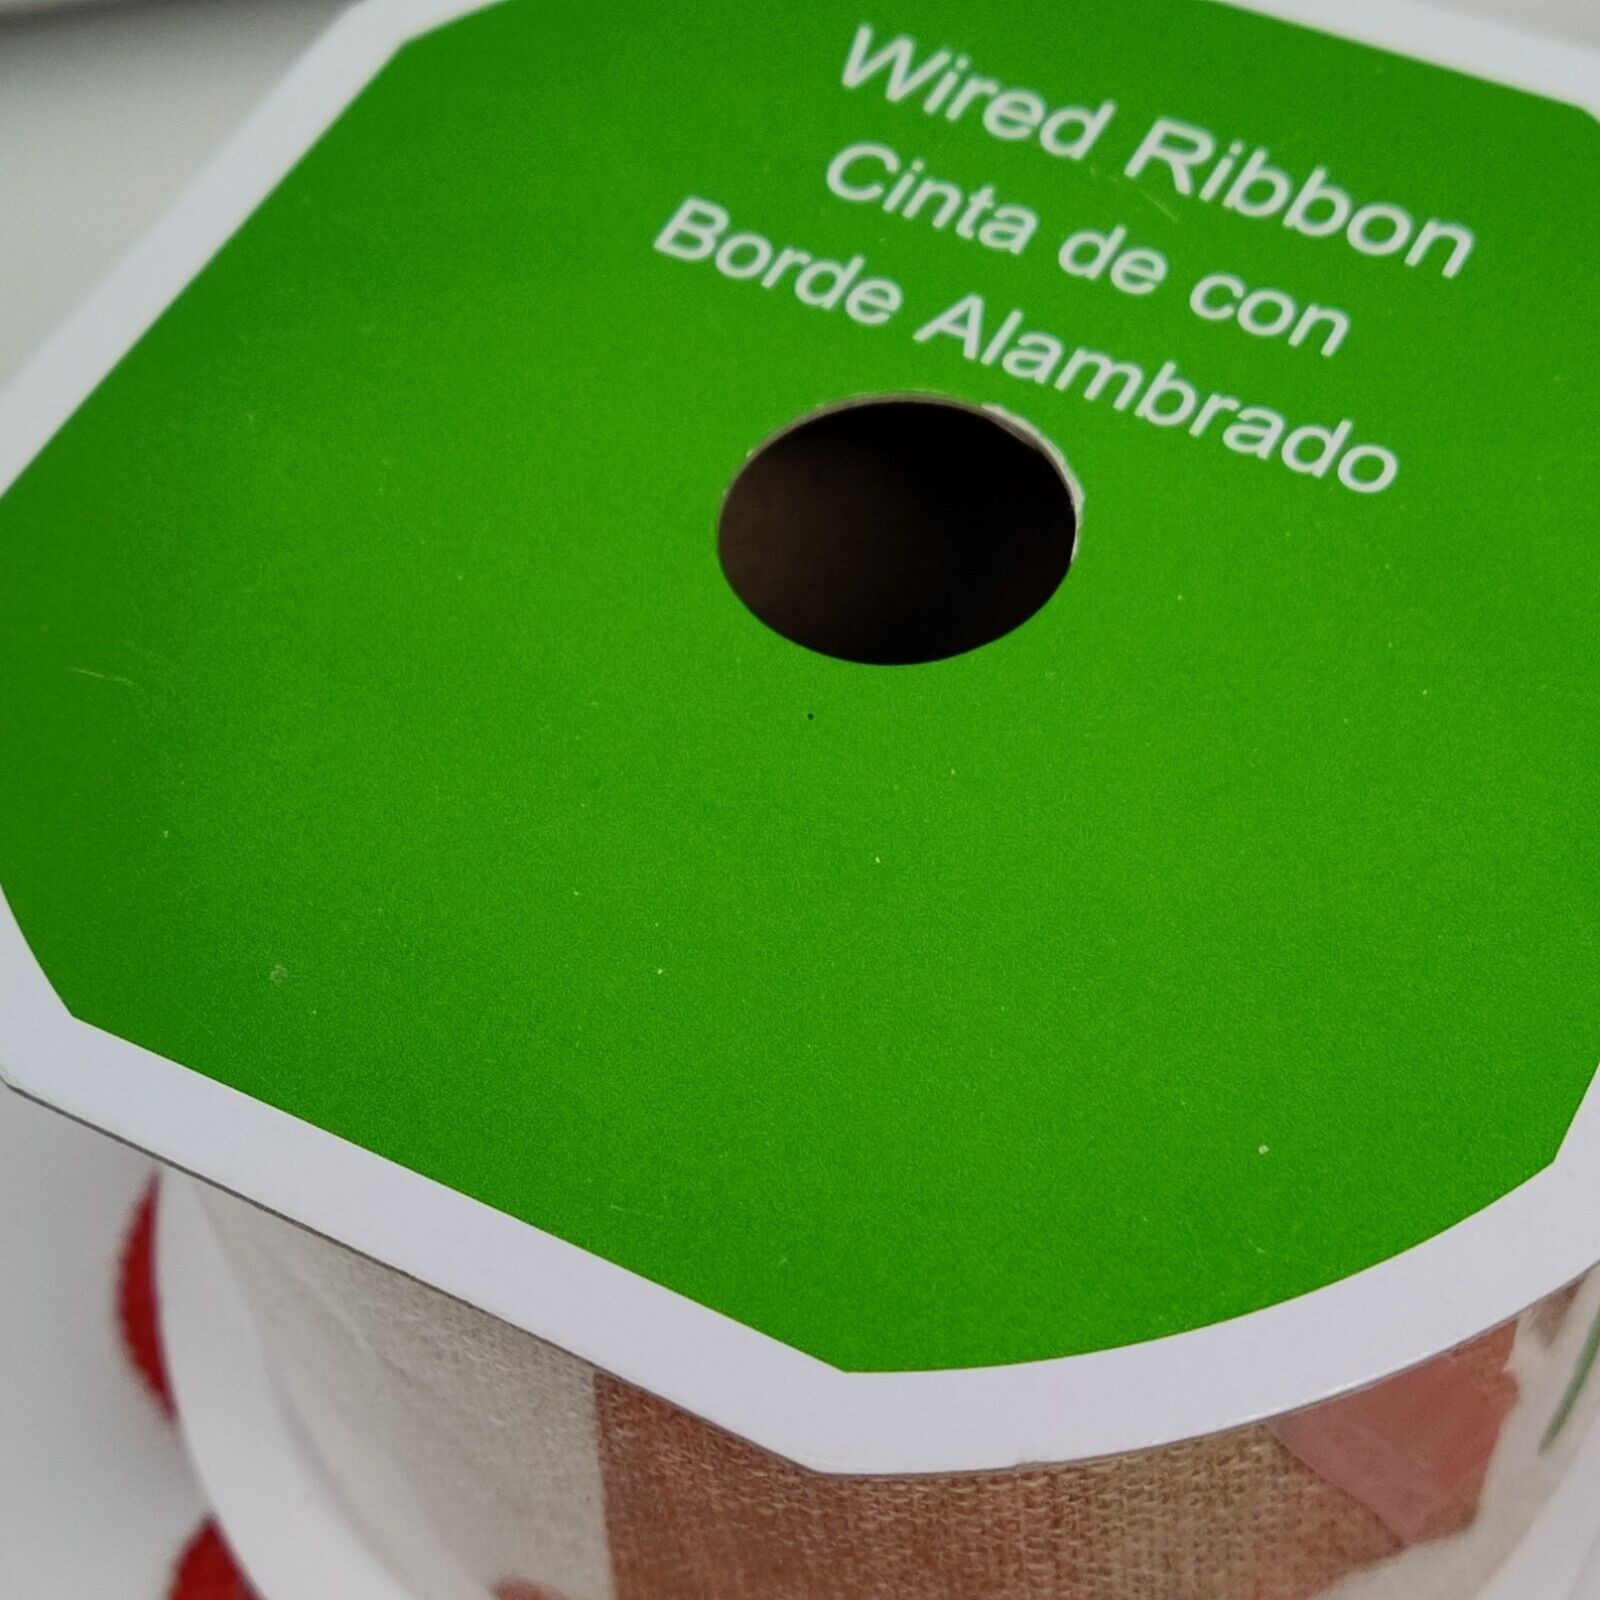 Wired Ribbon
Cinta de con
Borde Alambrado